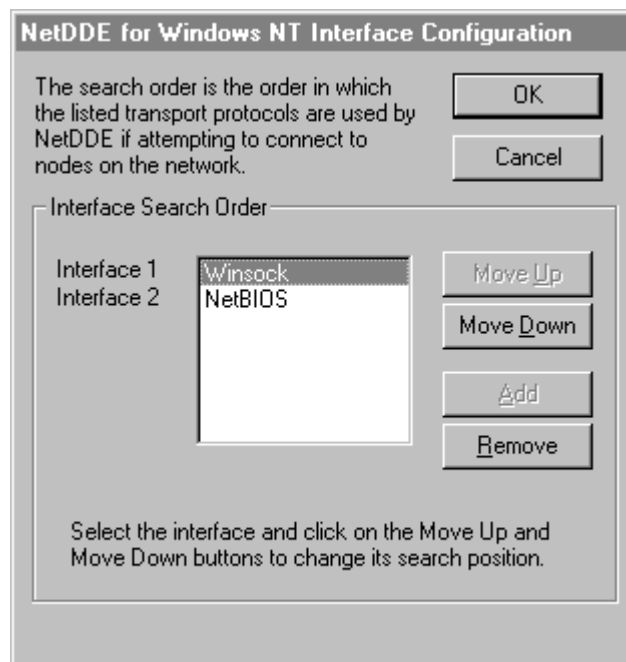 NetDDE for Windows NT Interface Configuration
The search order is the order in which
the listed transport protocols are used by
NetDDE if attempting to connect to
nodes on the network.
OK
Cancel
Interface Search Order
Interface 1
Interface 2
Winsock
NetBIOS
Move Up
Move Down
Add
Remove
Select the interface and click on the Move Up and
Move Down buttons to change its search position.